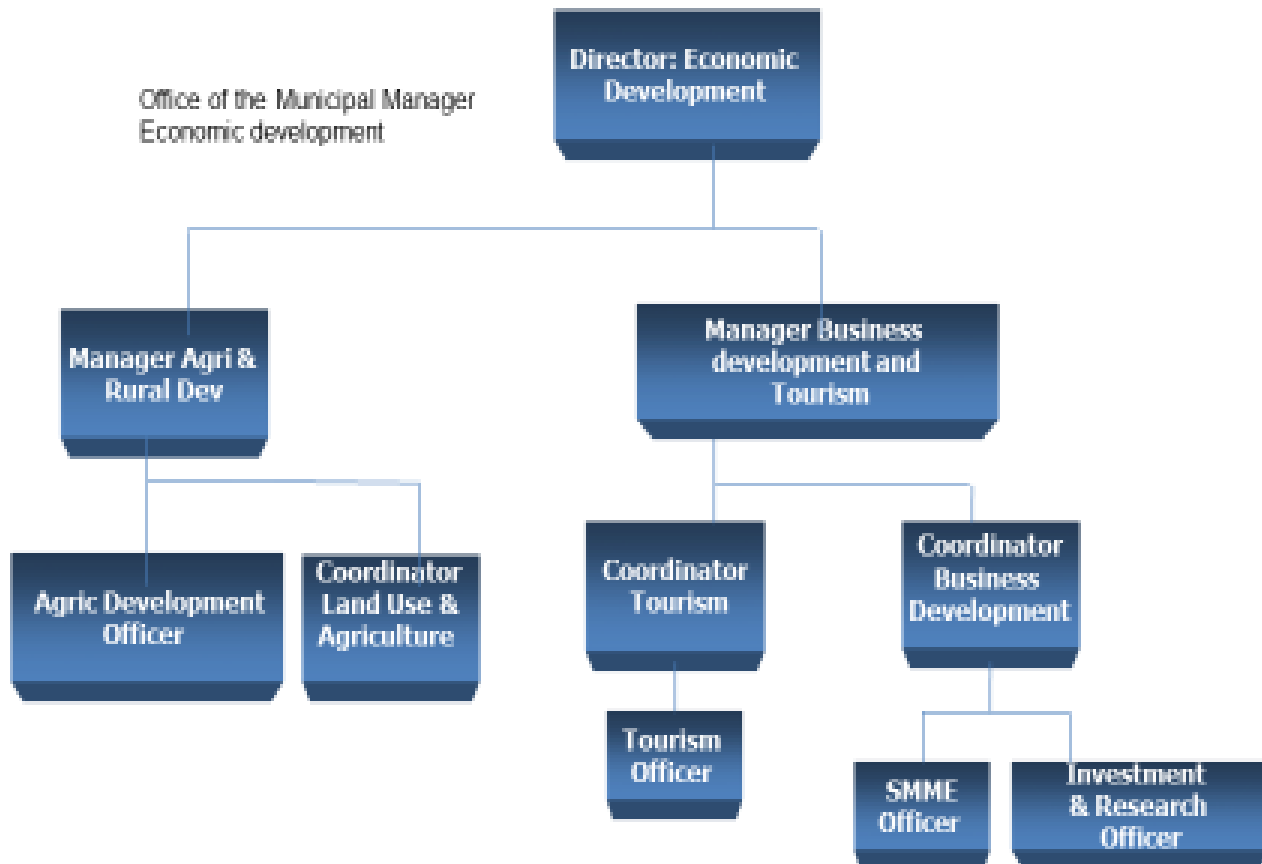 Director: Economic
Development
Office of the Municipal Manager
Economic development
Manager Agri &
Rural Dev
Manager Business
development and
Tourism
Agric Development
Officer
Coordinator
Land Use &
Agriculture
Coordinator
Tourism
Coordinator
Business
Development
Tourism
Officer
SMME
Officer
Investment
& Research
Officer